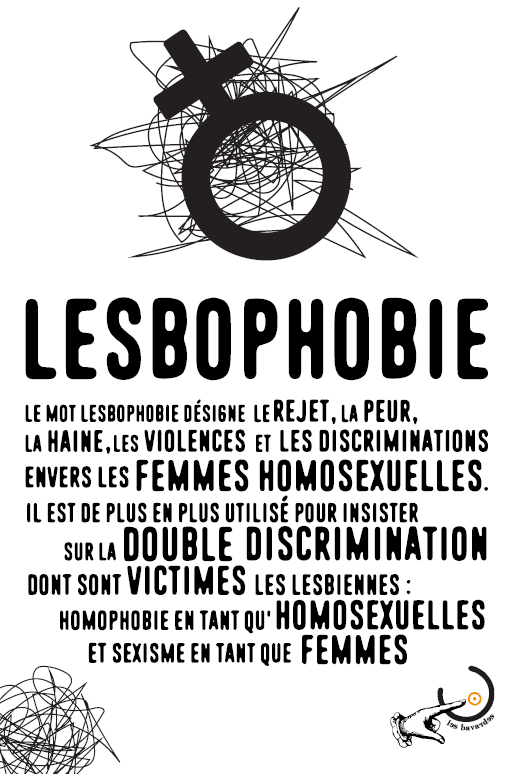 LESBOPHOBIE
LE MOT LESBOPHOBIE DÉSIGNE LE REJET, LA PEUR,
LA HAINE, LES VIOLENCES ET LES DISCRIMINATIONS
ENVERS LES FEMMES HOMOSEXUELLES.
IL EST DE PLUS EN PLUS UTILISÉ POUR INSISTER
SUR LA DOUBLE DISCRIMINATION
DONT SONT VICTIMES LES LESBIENNES :
HOMOPHOBIE EN TANT QU' HOMOSEXUELLES
ET SEXISME EN TANT QUE FEMMES
les bavardes